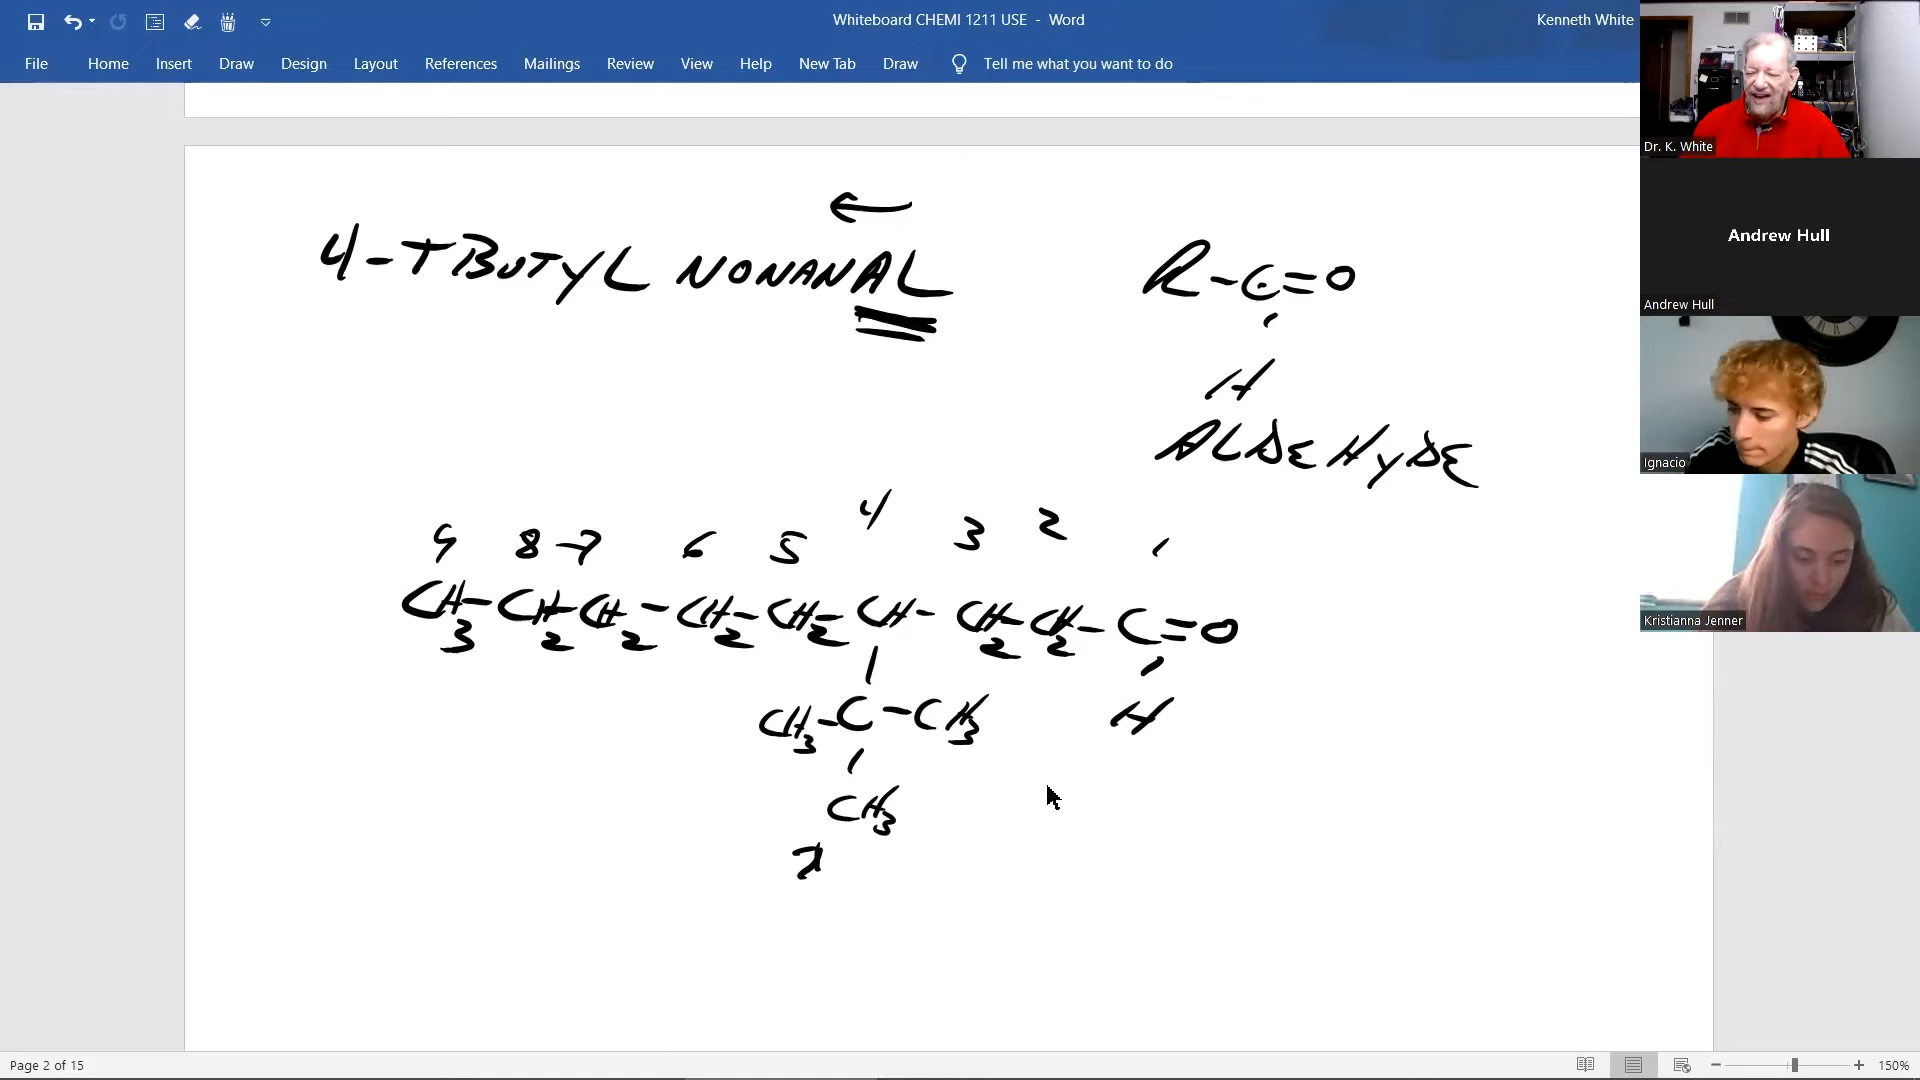 Whiteboard CHEMI 1211 USE - Word
Kenneth White
File Home Insert Draw Design Layout References Mailings Review View Help New Tab Draw Tell me what you want to do
Dr. K. White
Andrew Hull
Andrew Hull
Ignacio
Kristianna Jenner
←
4-TBUTYL NONANAL
R-C=O
H
ALDEHYDE
9 8 7 6 5 4 3 2 1
CH3-CH2-CH2-CH2-CH2-CH-CH2-CH2-C=O
CH3-C-CH3 H
CH3
Page 2 of 15
150%